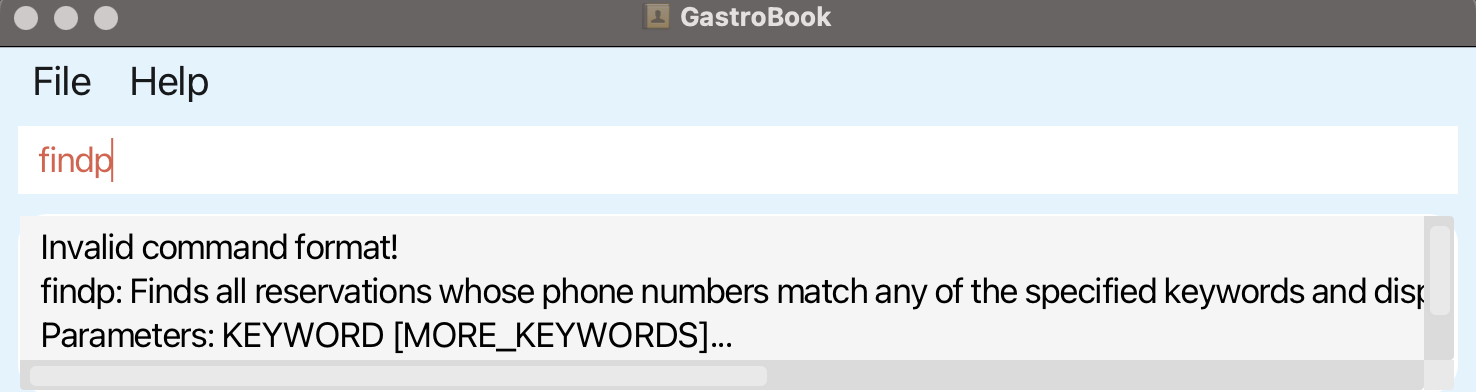 GastroBook
File Help
findp
Invalid command format!
findp: Finds all reservations whose phone numbers match any of the specified keywords and
Parameters: KEYWORD [MORE_KEYWORDS]...